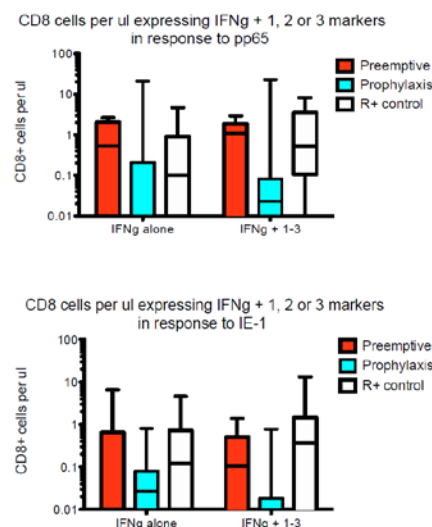 CD8 cells per ul expressing IFNg + 1, 2 or 3 markers
in response to pp65
CD8+ cells per ul
100
10
1
0.1
0.01
IFNg alone
IFNg + 1-3
Preemptive
Prophylaxis
R+ control
CD8 cells per ul expressing IFNg + 1, 2 or 3 markers
in response to IE-1
CD8+ cells per ul
100
10
1
0.1
0.01
IFNg alone
IFNg + 1-3
Preemptive
Prophylaxis
R+ control